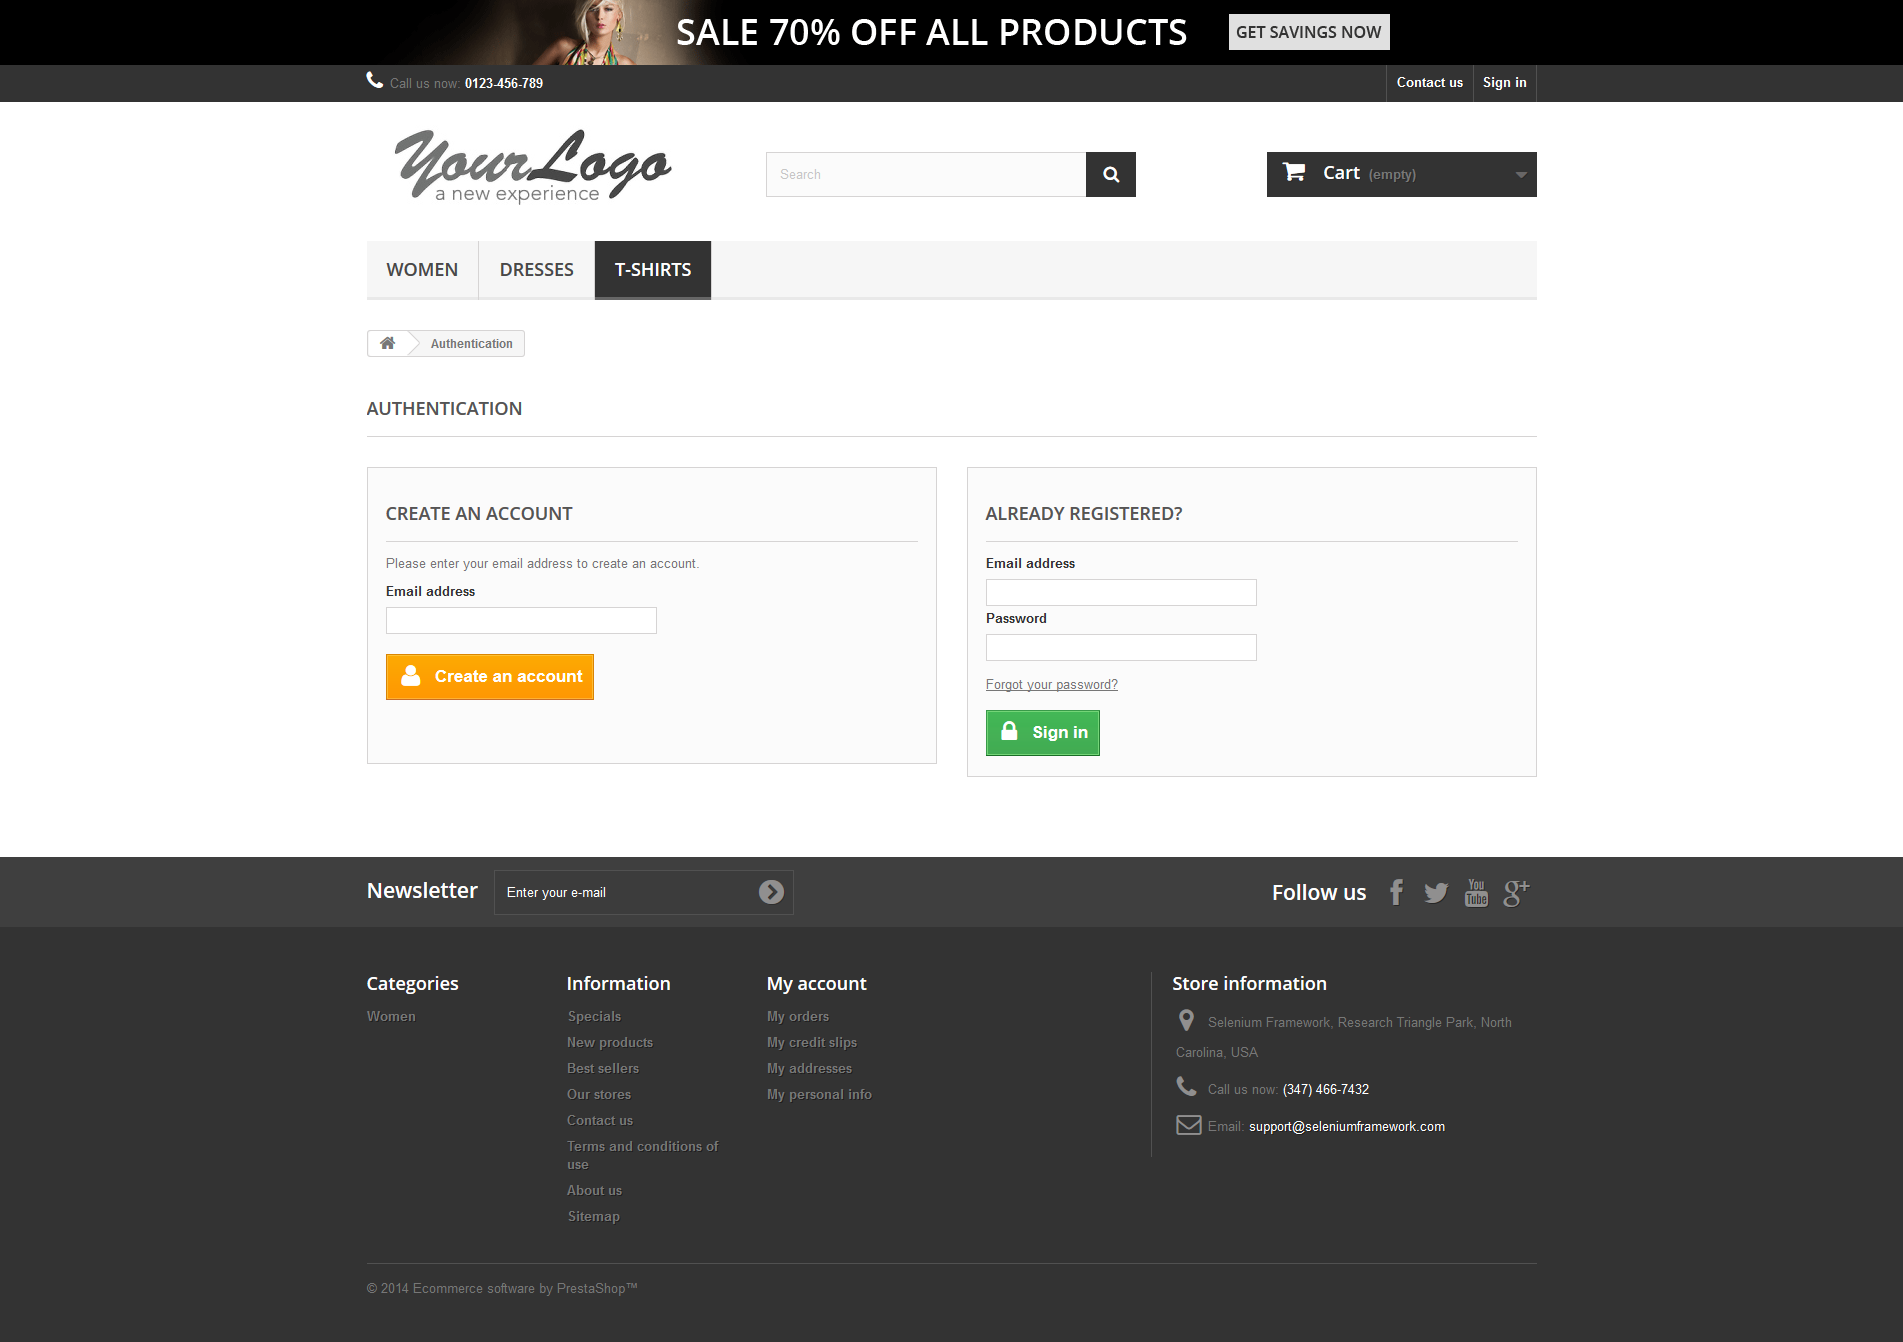 SALE 70% OFF ALL PRODUCTS
GET SAVINGS NOW
Call us now: 0123-456-789
Contact us
Sign in
YourLogo
a new experience
Search
Cart (empty)
WOMEN
DRESSES
T-SHIRTS
Authentication
AUTHENTICATION
CREATE AN ACCOUNT
Please enter your email address to create an account.
Email address
Create an account
ALREADY REGISTERED?
Email address
Password
Forgot your password?
Sign in
Newsletter
Enter your e-mail
Follow us
You
Tube
g+
Categories
Women
Information
Specials
New products
Best sellers
Our stores
Contact us
Terms and conditions of
use
About us
Sitemap
My account
My orders
My credit slips
My addresses
My personal info
Store information
Selenium Framework, Research Triangle Park, North
Carolina, USA
Call us now: (347) 466-7432
Email: support@seleniumframework.com
© 2014 Ecommerce software by PrestaShop™